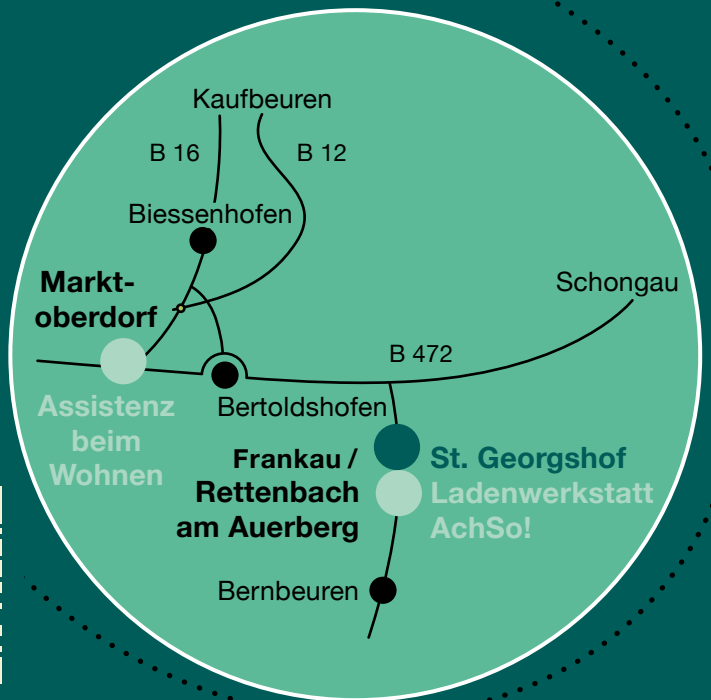 Kaufbeuren
B 16
B 12
Biessenhofen
Markt-
oberdorf
Schongau
B 472
Assistenz
beim
Wohnen
Bertoldshofen
Frankau /
Rettenbach
am Auerberg
St. Georgshof
Ladenwerkstatt
AchSo!
Bernbeuren